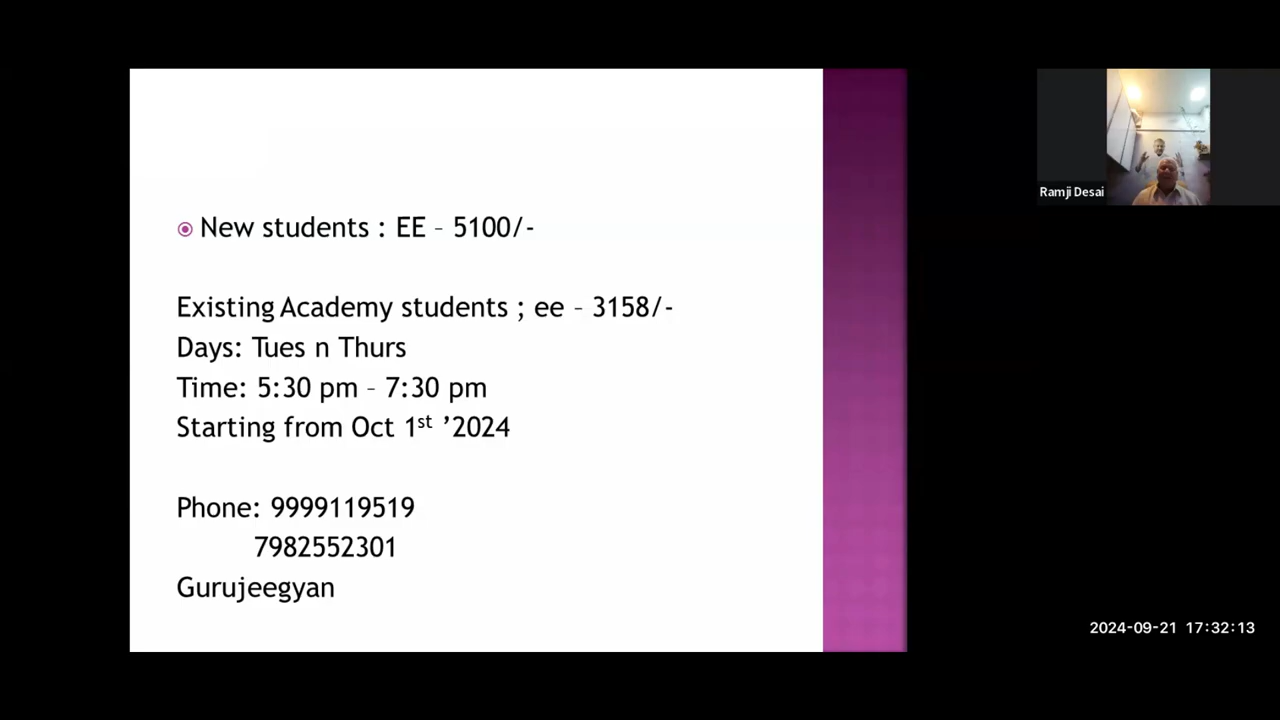 New students : EE – 5100/-
Existing Academy students ; ee – 3158/-
Days: Tues n Thurs
Time: 5:30 pm – 7:30 pm
Starting from Oct 1st ’2024
Phone: 9999119519
7982552301
Gurujeegyan
Ramji Desai
2024-09-21 17:32:13